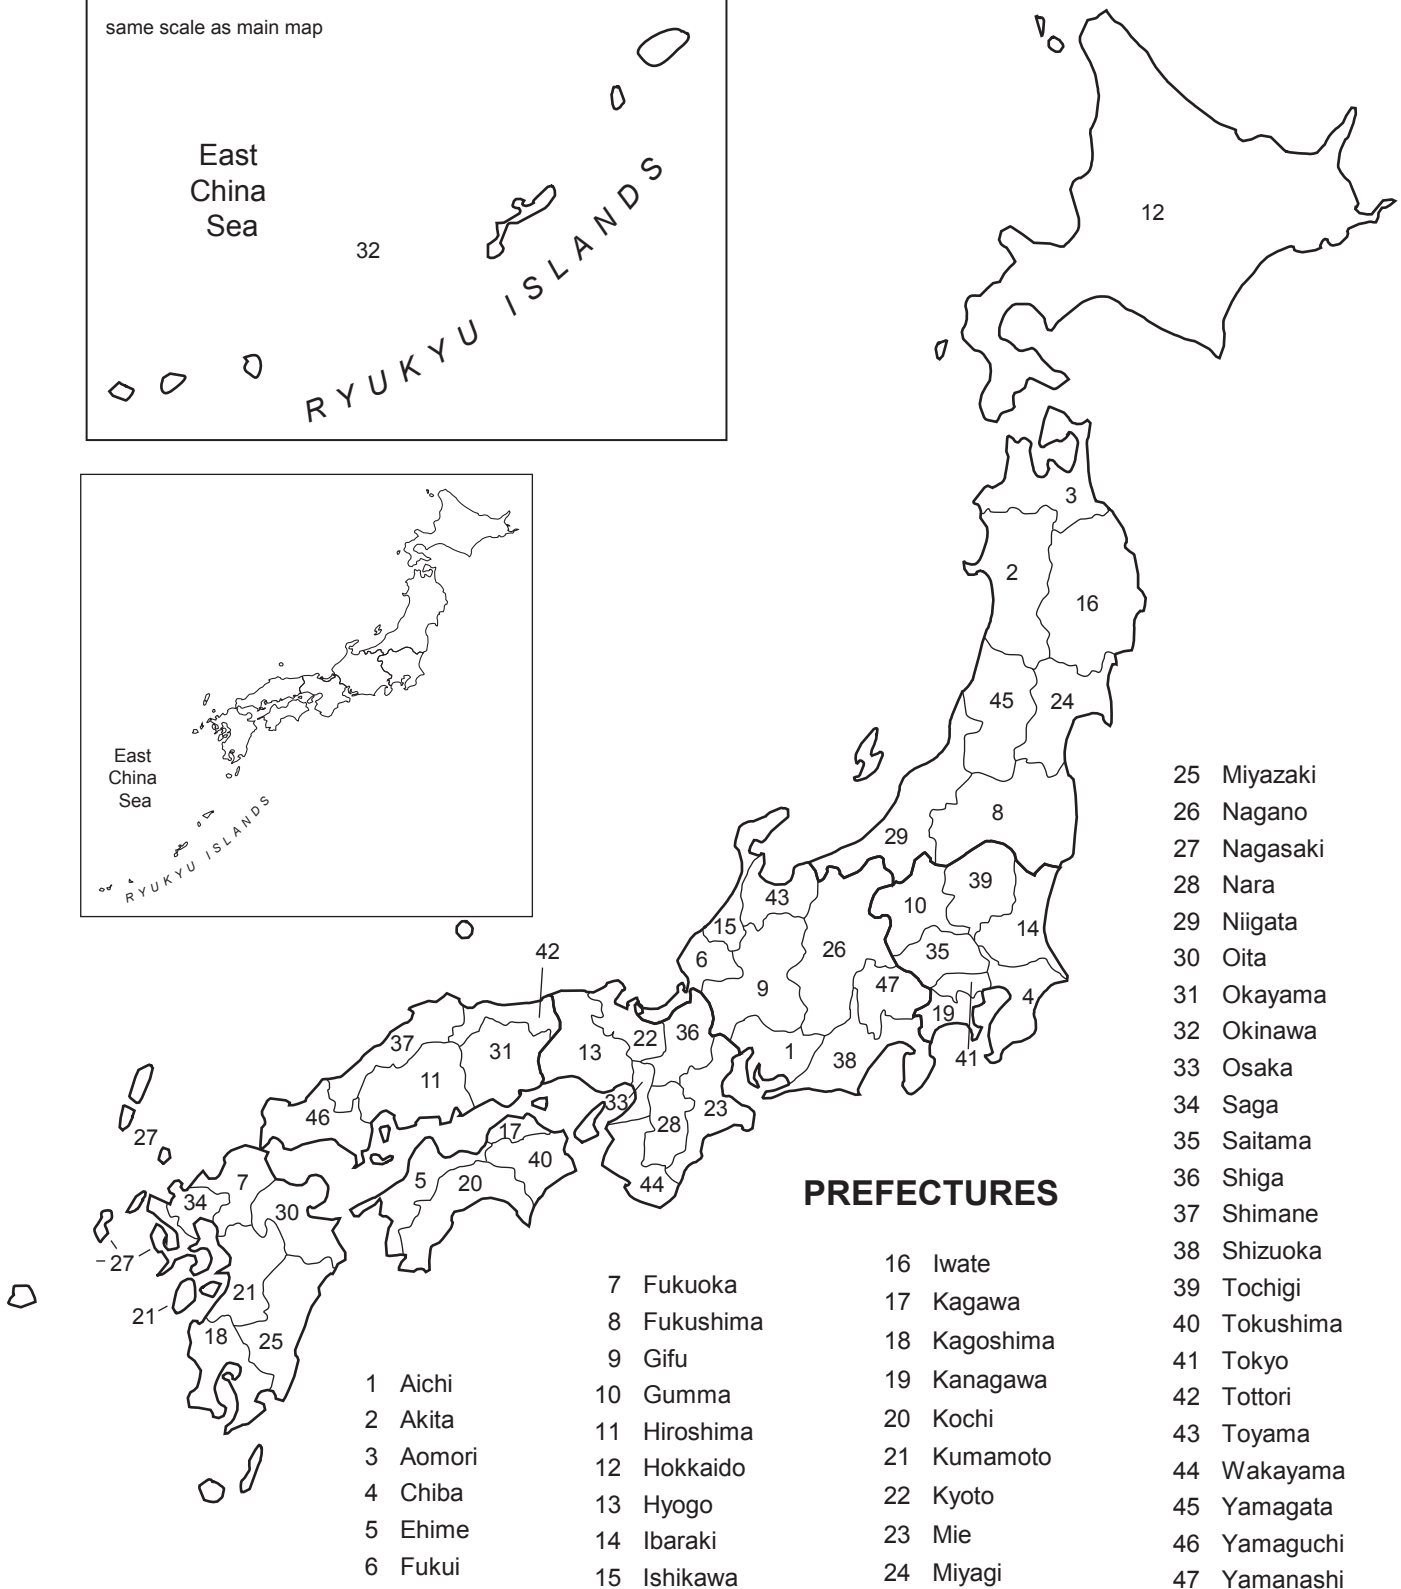 same scale as main map
East
China
Sea
32
RYUKYU ISLANDS
12
3
2
16
45
24
8
29
39
43
10
15
14
26
35
6
47
9
4
19
42
22
36
37
31
13
1
38
41
11
33
23
46
28
17
27
40
5
20
44
7
34
30
27
21
21
18
25
East
China
Sea
RYUKYU ISLANDS
PREFECTURES
1 Aichi
2 Akita
3 Aomori
4 Chiba
5 Ehime
6 Fukui
7 Fukuoka
8 Fukushima
9 Gifu
10 Gumma
11 Hiroshima
12 Hokkaido
13 Hyogo
14 Ibaraki
15 Ishikawa
16 Iwate
17 Kagawa
18 Kagoshima
19 Kanagawa
20 Kochi
21 Kumamoto
22 Kyoto
23 Mie
24 Miyagi
25 Miyazaki
26 Nagano
27 Nagasaki
28 Nara
29 Niigata
30 Oita
31 Okayama
32 Okinawa
33 Osaka
34 Saga
35 Saitama
36 Shiga
37 Shimane
38 Shizuoka
39 Tochigi
40 Tokushima
41 Tokyo
42 Tottori
43 Toyama
44 Wakayama
45 Yamagata
46 Yamaguchi
47 Yamanashi